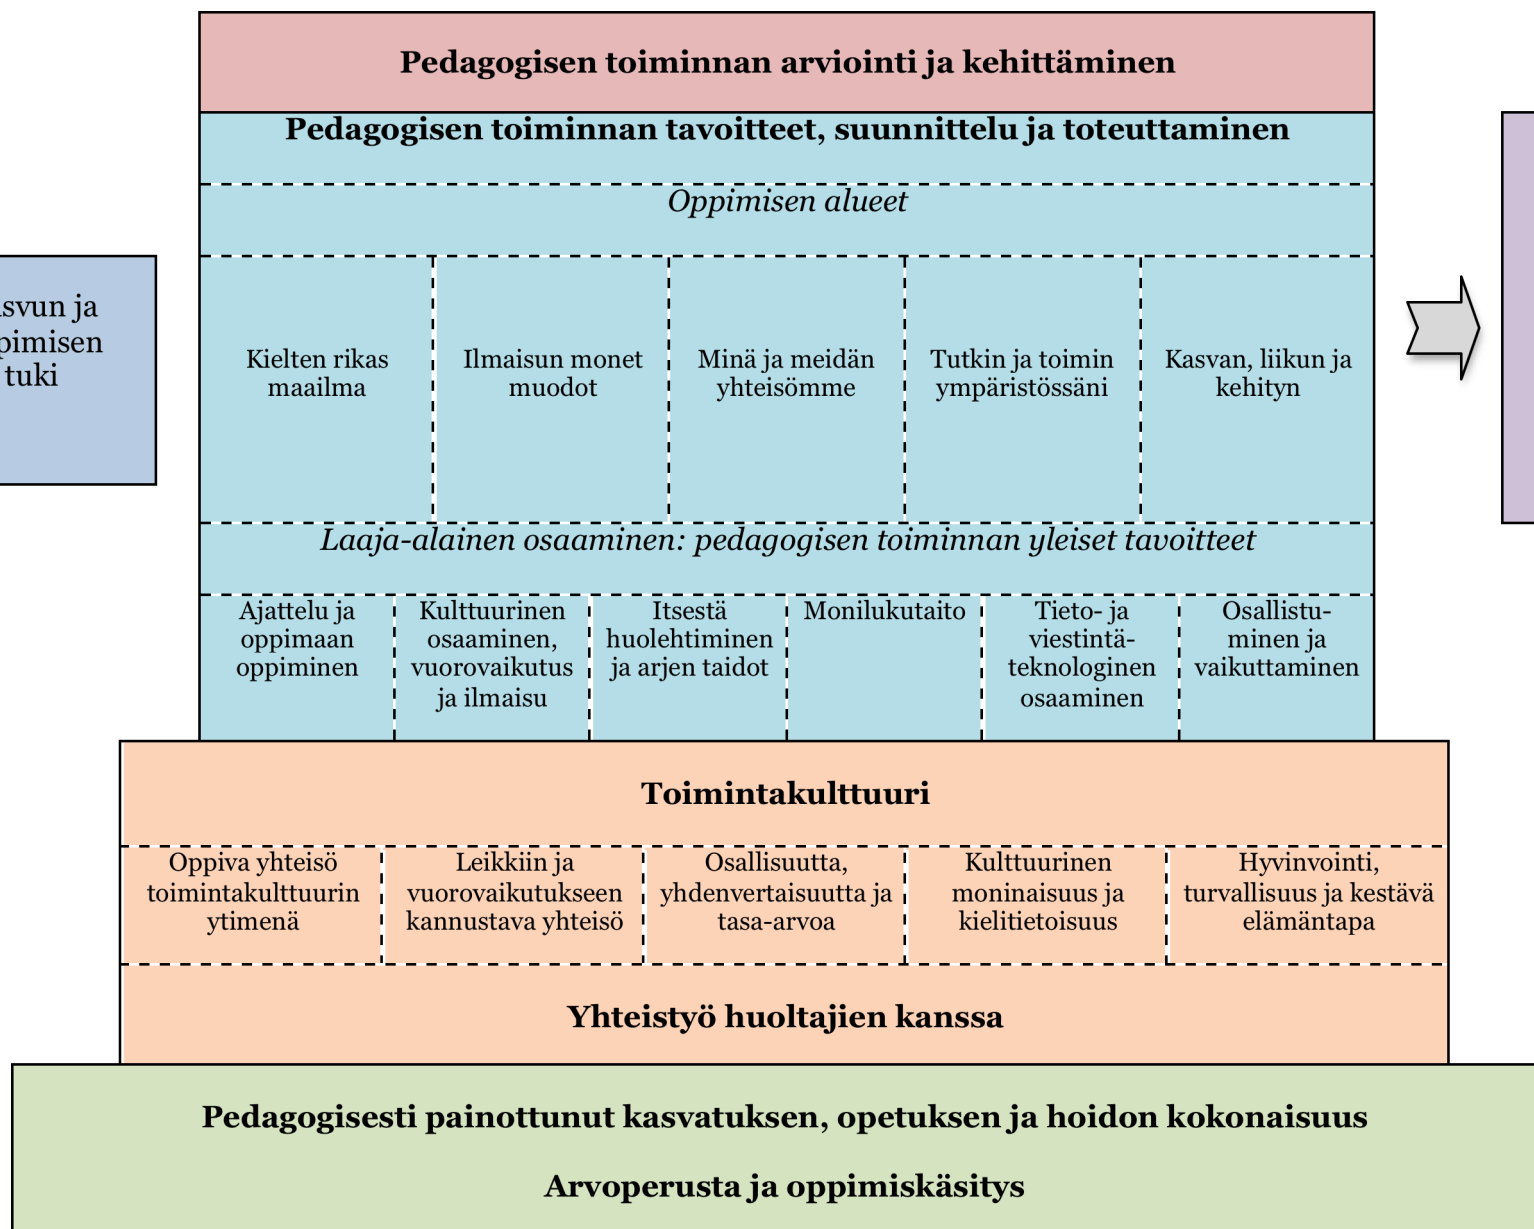 Pedagogisen toiminnan arviointi ja kehittäminen
Pedagogisen toiminnan tavoitteet, suunnittelu ja toteuttaminen
Oppimisen alueet
svun ja
pimisen
tuki
Kielten rikas
maailma
Ilmaisun monet
muodot
Minä ja meidän
yhteisömme
Tutkin ja toimin
ympäristössäni
Kasvan, liikun ja
kehityn
Laaja-alainen osaaminen: pedagogisen toiminnan yleiset tavoitteet
Ajattelu ja
oppimaan
oppiminen
Kulttuurinen
osaaminen,
vuorovaikutus
ja ilmaisu
Itsestä
huolehtiminen
ja arjen taidot
Monilukutaito
Tieto- ja
viestintä-
teknologinen
osaaminen
Osallistu-
minen ja
vaikuttaminen
Toimintakulttuuri
Oppiva yhteisö
toimintakulttuurin
ytimenä
Leikkiin ja
vuorovaikutukseen
kannustava yhteisö
Osallisuutta,
yhdenvertaisuutta ja
tasa-arvoa
Kulttuurinen
moninaisuus ja
kielitietoisuus
Hyvinvointi,
turvallisuus ja kestävä
elämäntapa
Yhteistyö huoltajien kanssa
Pedagogisesti painottunut kasvatuksen, opetuksen ja hoidon kokonaisuus
Arvoperusta ja oppimiskäsitys